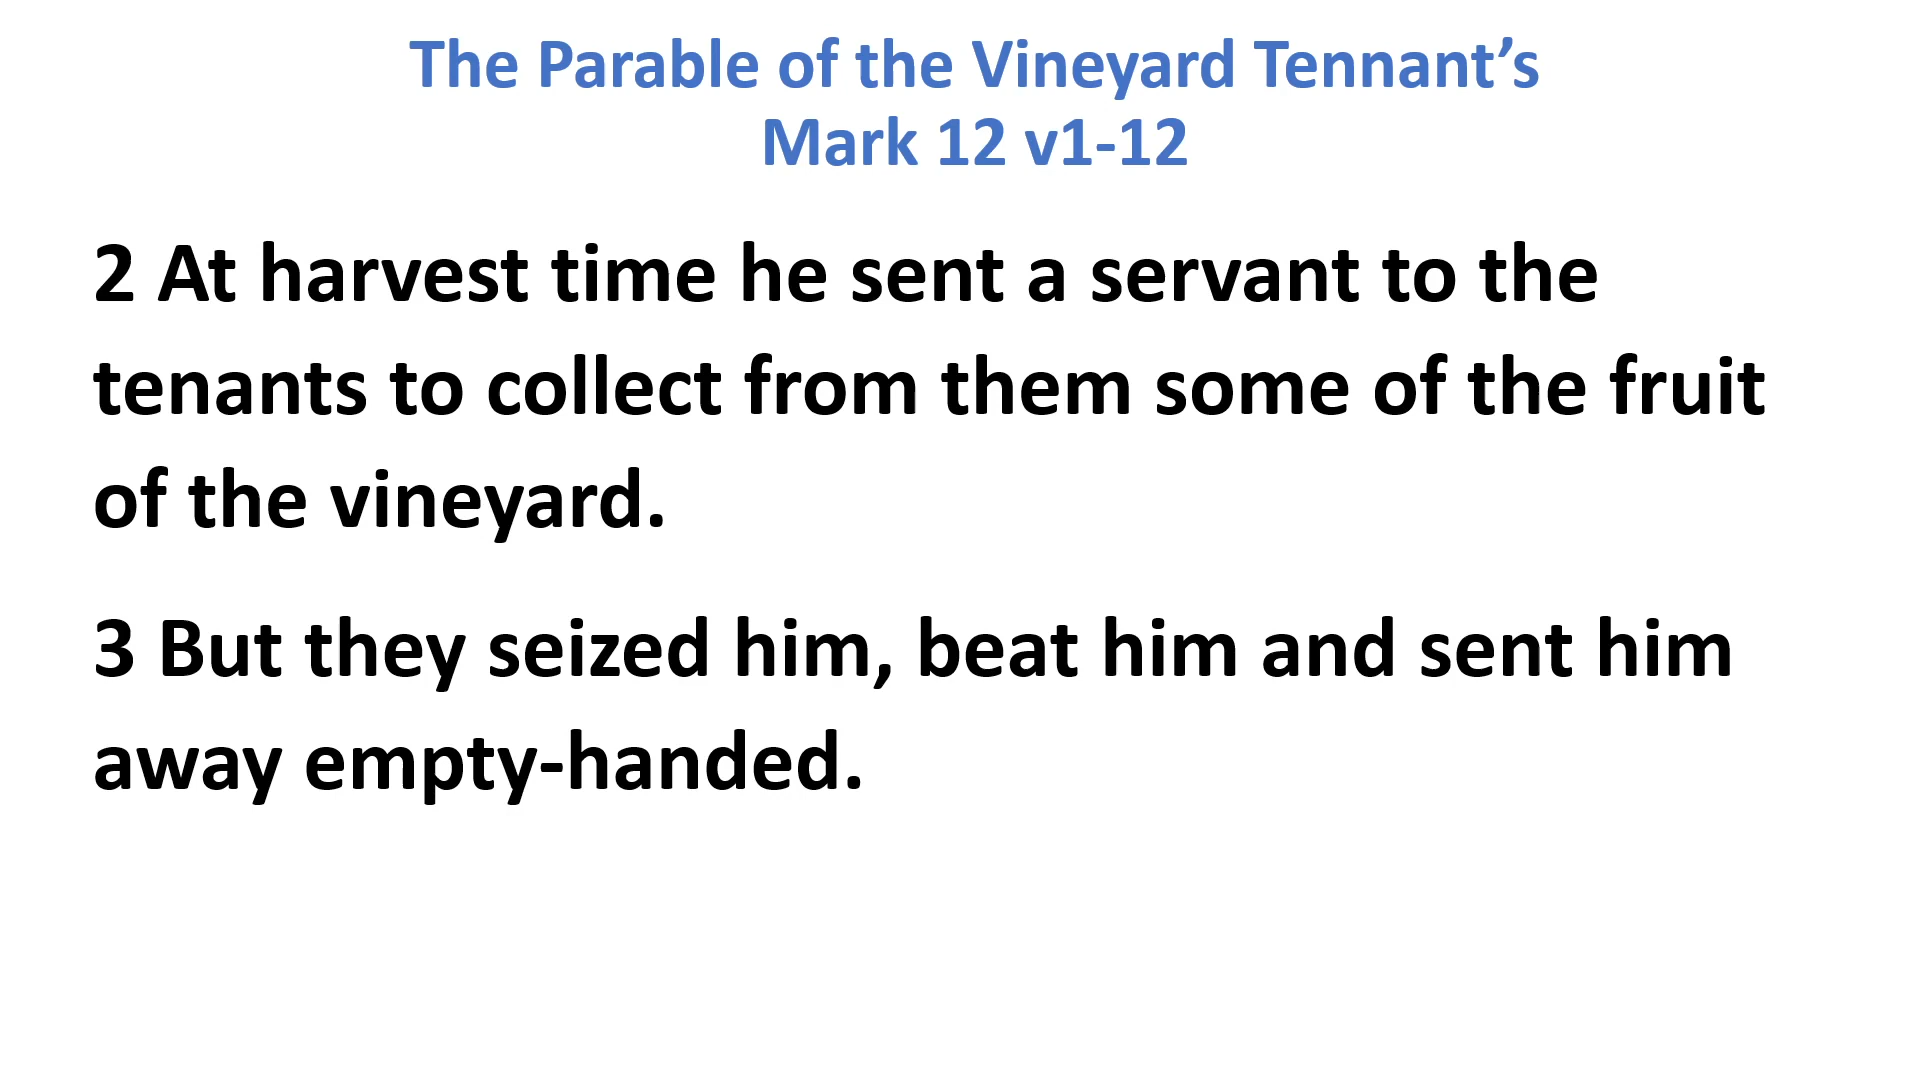 The Parable of the Vineyard Tennant’s
Mark 12 v1-12
2 At harvest time he sent a servant to the
tenants to collect from them some of the fruit
of the vineyard.
3 But they seized him, beat him and sent him
away empty-handed.